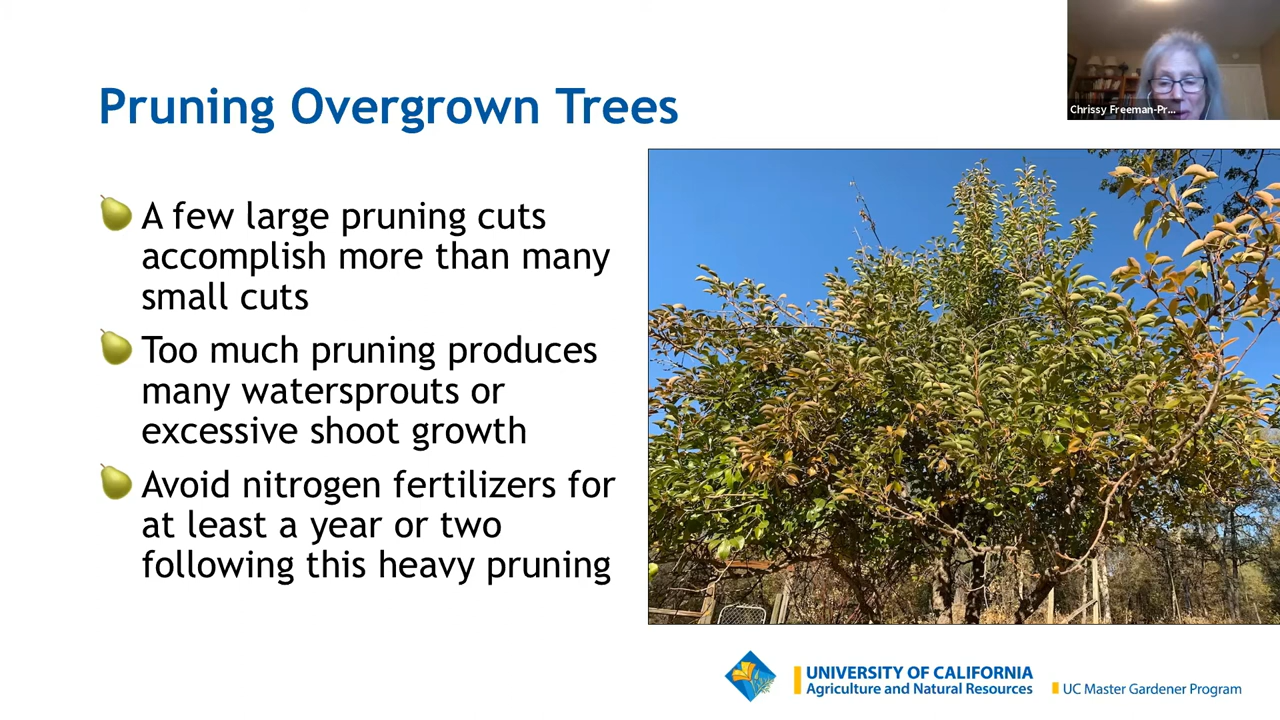 Chrissy Freeman-Pr...
Pruning Overgrown Trees
A few large pruning cuts
accomplish more than many
small cuts
Too much pruning produces
many watersprouts or
excessive shoot growth
Avoid nitrogen fertilizers for
at least a year or two
following this heavy pruning
UNIVERSITY OF CALIFORNIA
Agriculture and Natural Resources
UC Master Gardener Program